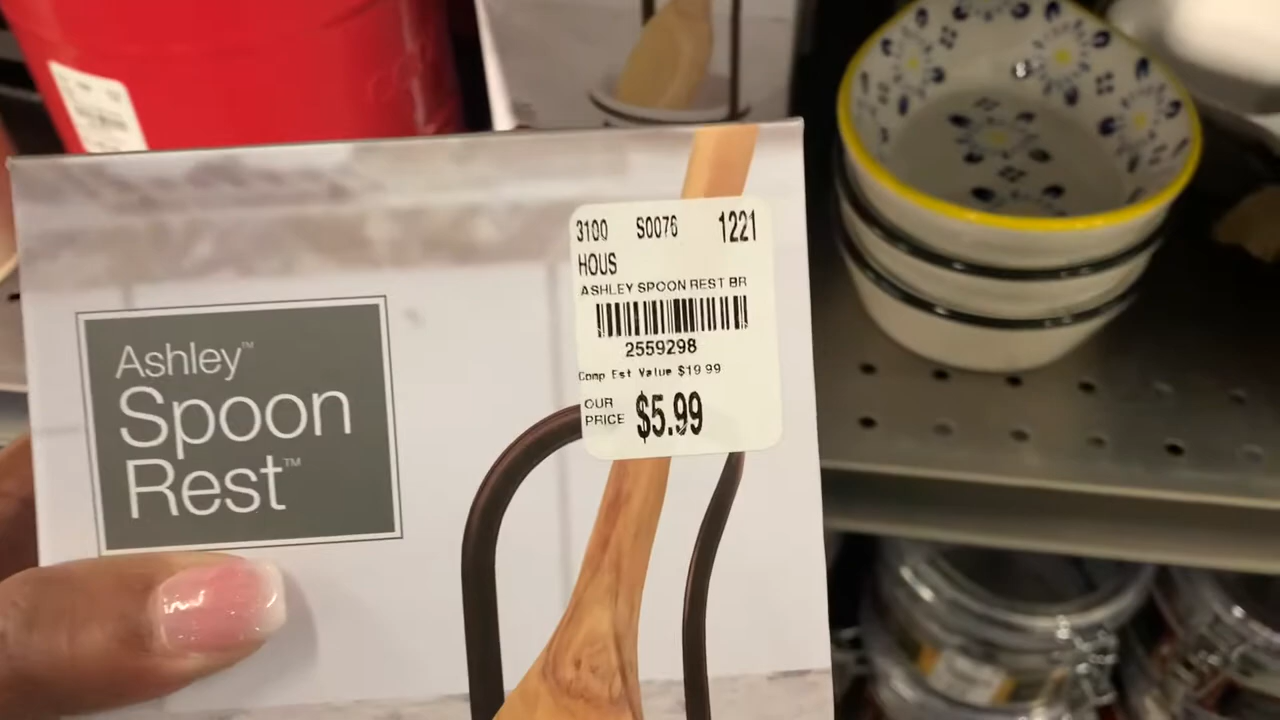 3100 S0076 1221
HOUS
ASHLEY SPOON REST BR
2559298
Comp Est Value $19.99
OUR
PRICE $5.99
Ashley™
Spoon
Rest™